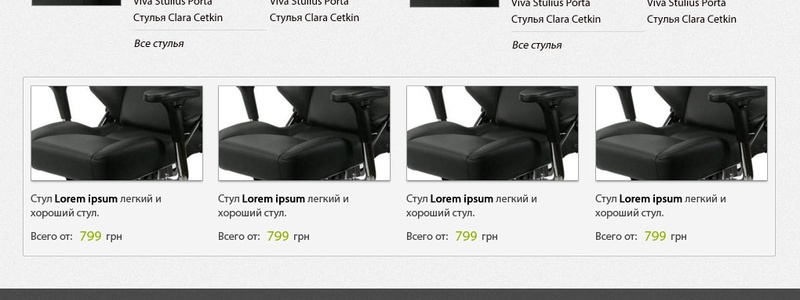 Viva Stulius Porta
Стулья Clara Cetkin
Все стулья
Viva Stulius Porta
Стулья Clara Cetkin
Viva Stulius Porta
Стулья Clara Cetkin
Все стулья
Viva Stulius Porta
Стулья Clara Cetkin
Стул Lorem ipsum легкий и
хороший стул.
Всего от: 799 грн
Стул Lorem ipsum легкий и
хороший стул.
Всего от: 799 грн
Стул Lorem ipsum легкий и
хороший стул.
Всего от: 799 грн
Стул Lorem ipsum легкий и
хороший стул.
Всего от: 799 грн